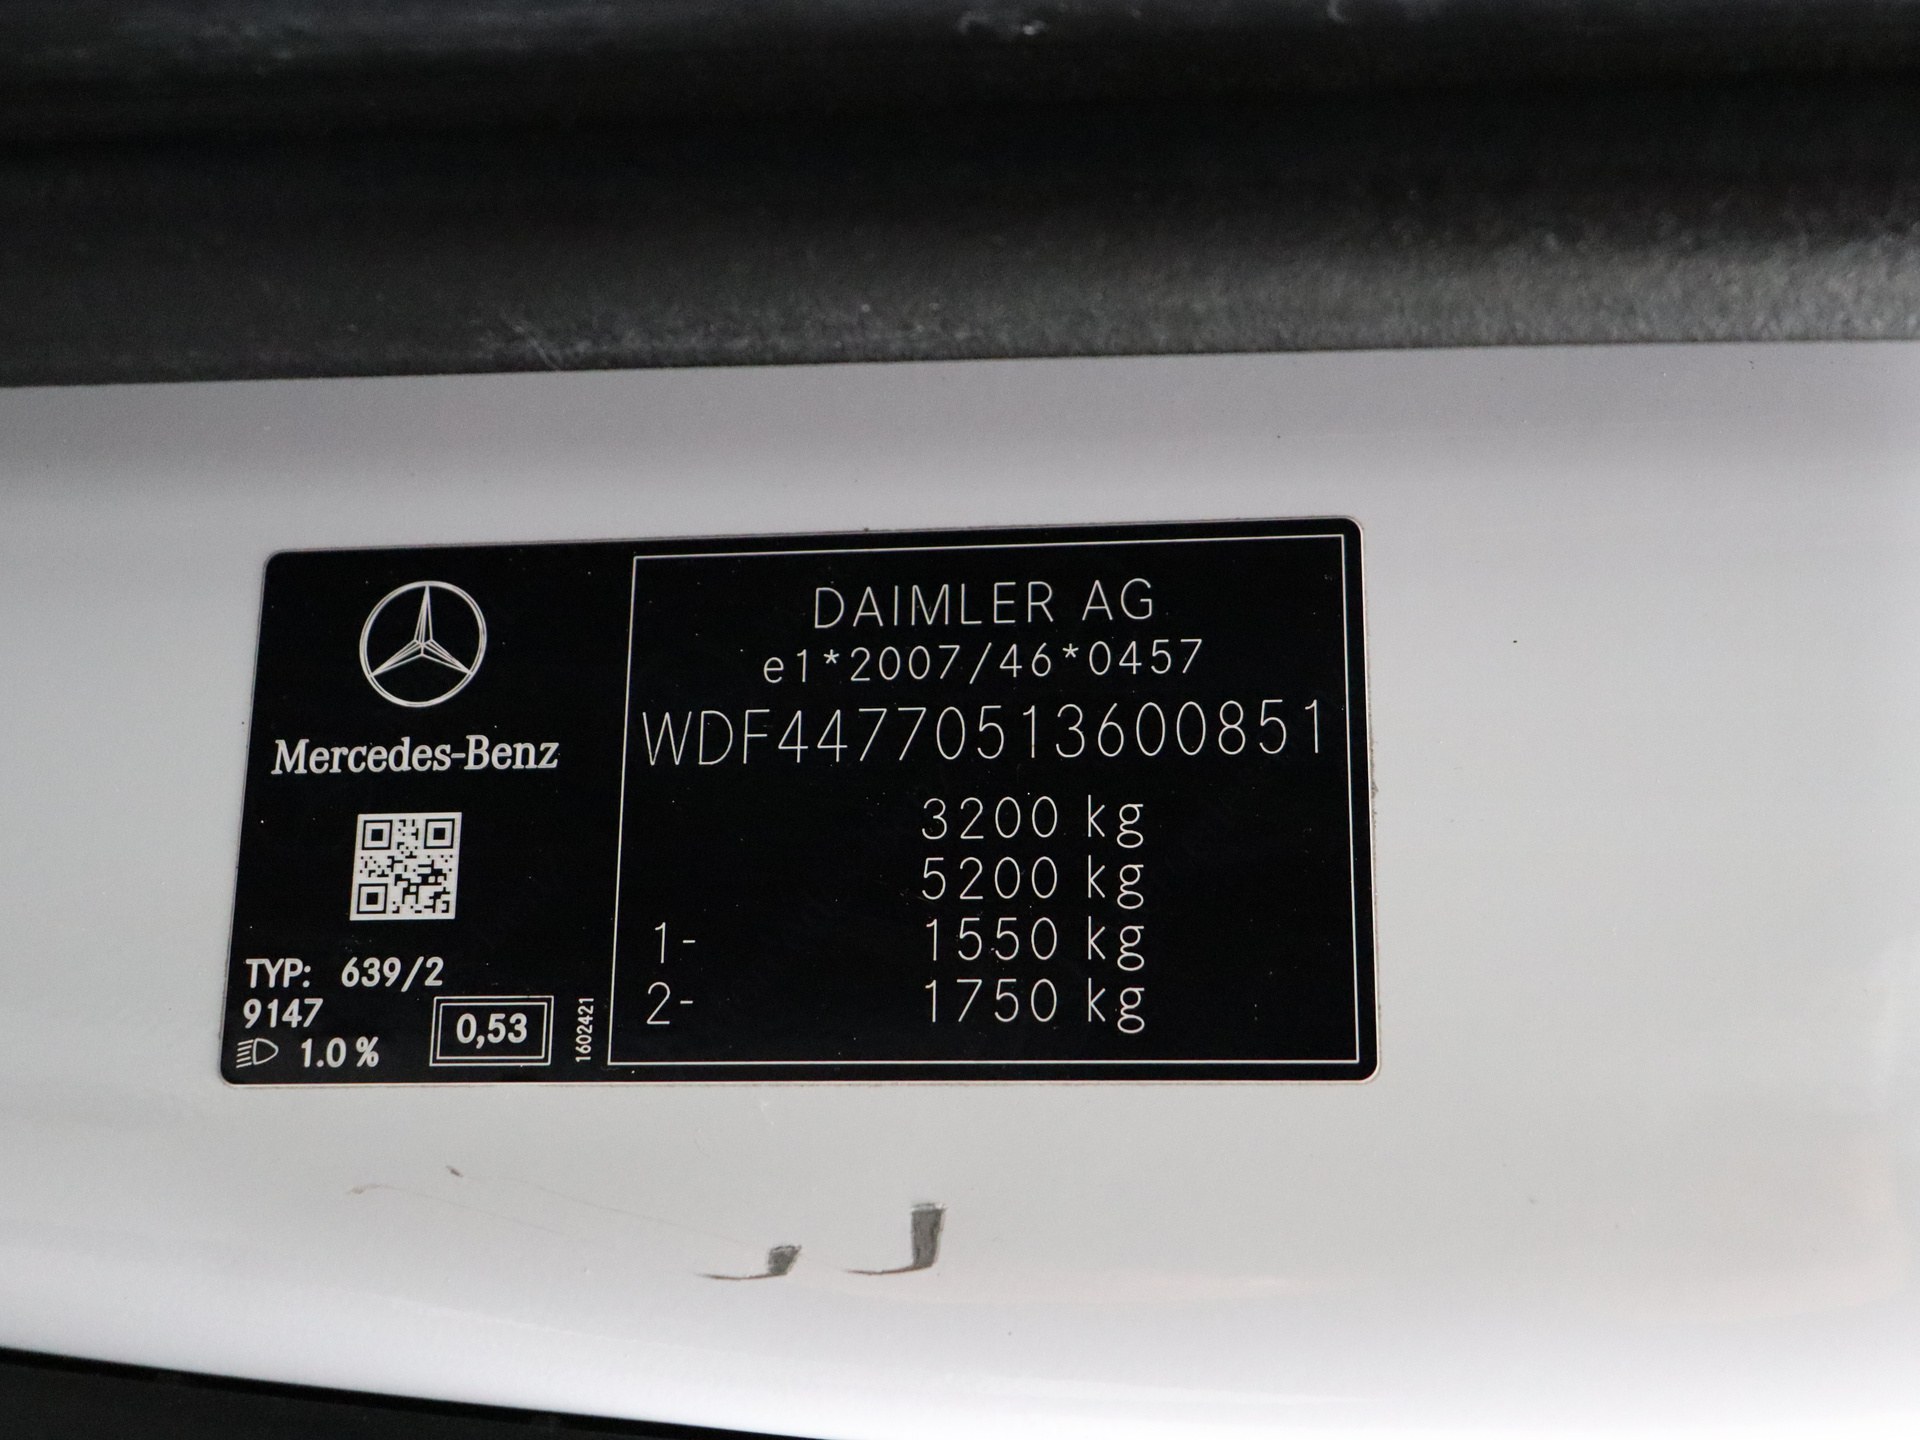 Mercedes-Benz
TYP: 639/2
9147
1.0 %
0,53
1602421
DAIMLER AG
e1*2007/46*0457
WDF44770513600851
3200 kg
5200 kg
1- 1550 kg
2- 1750 kg